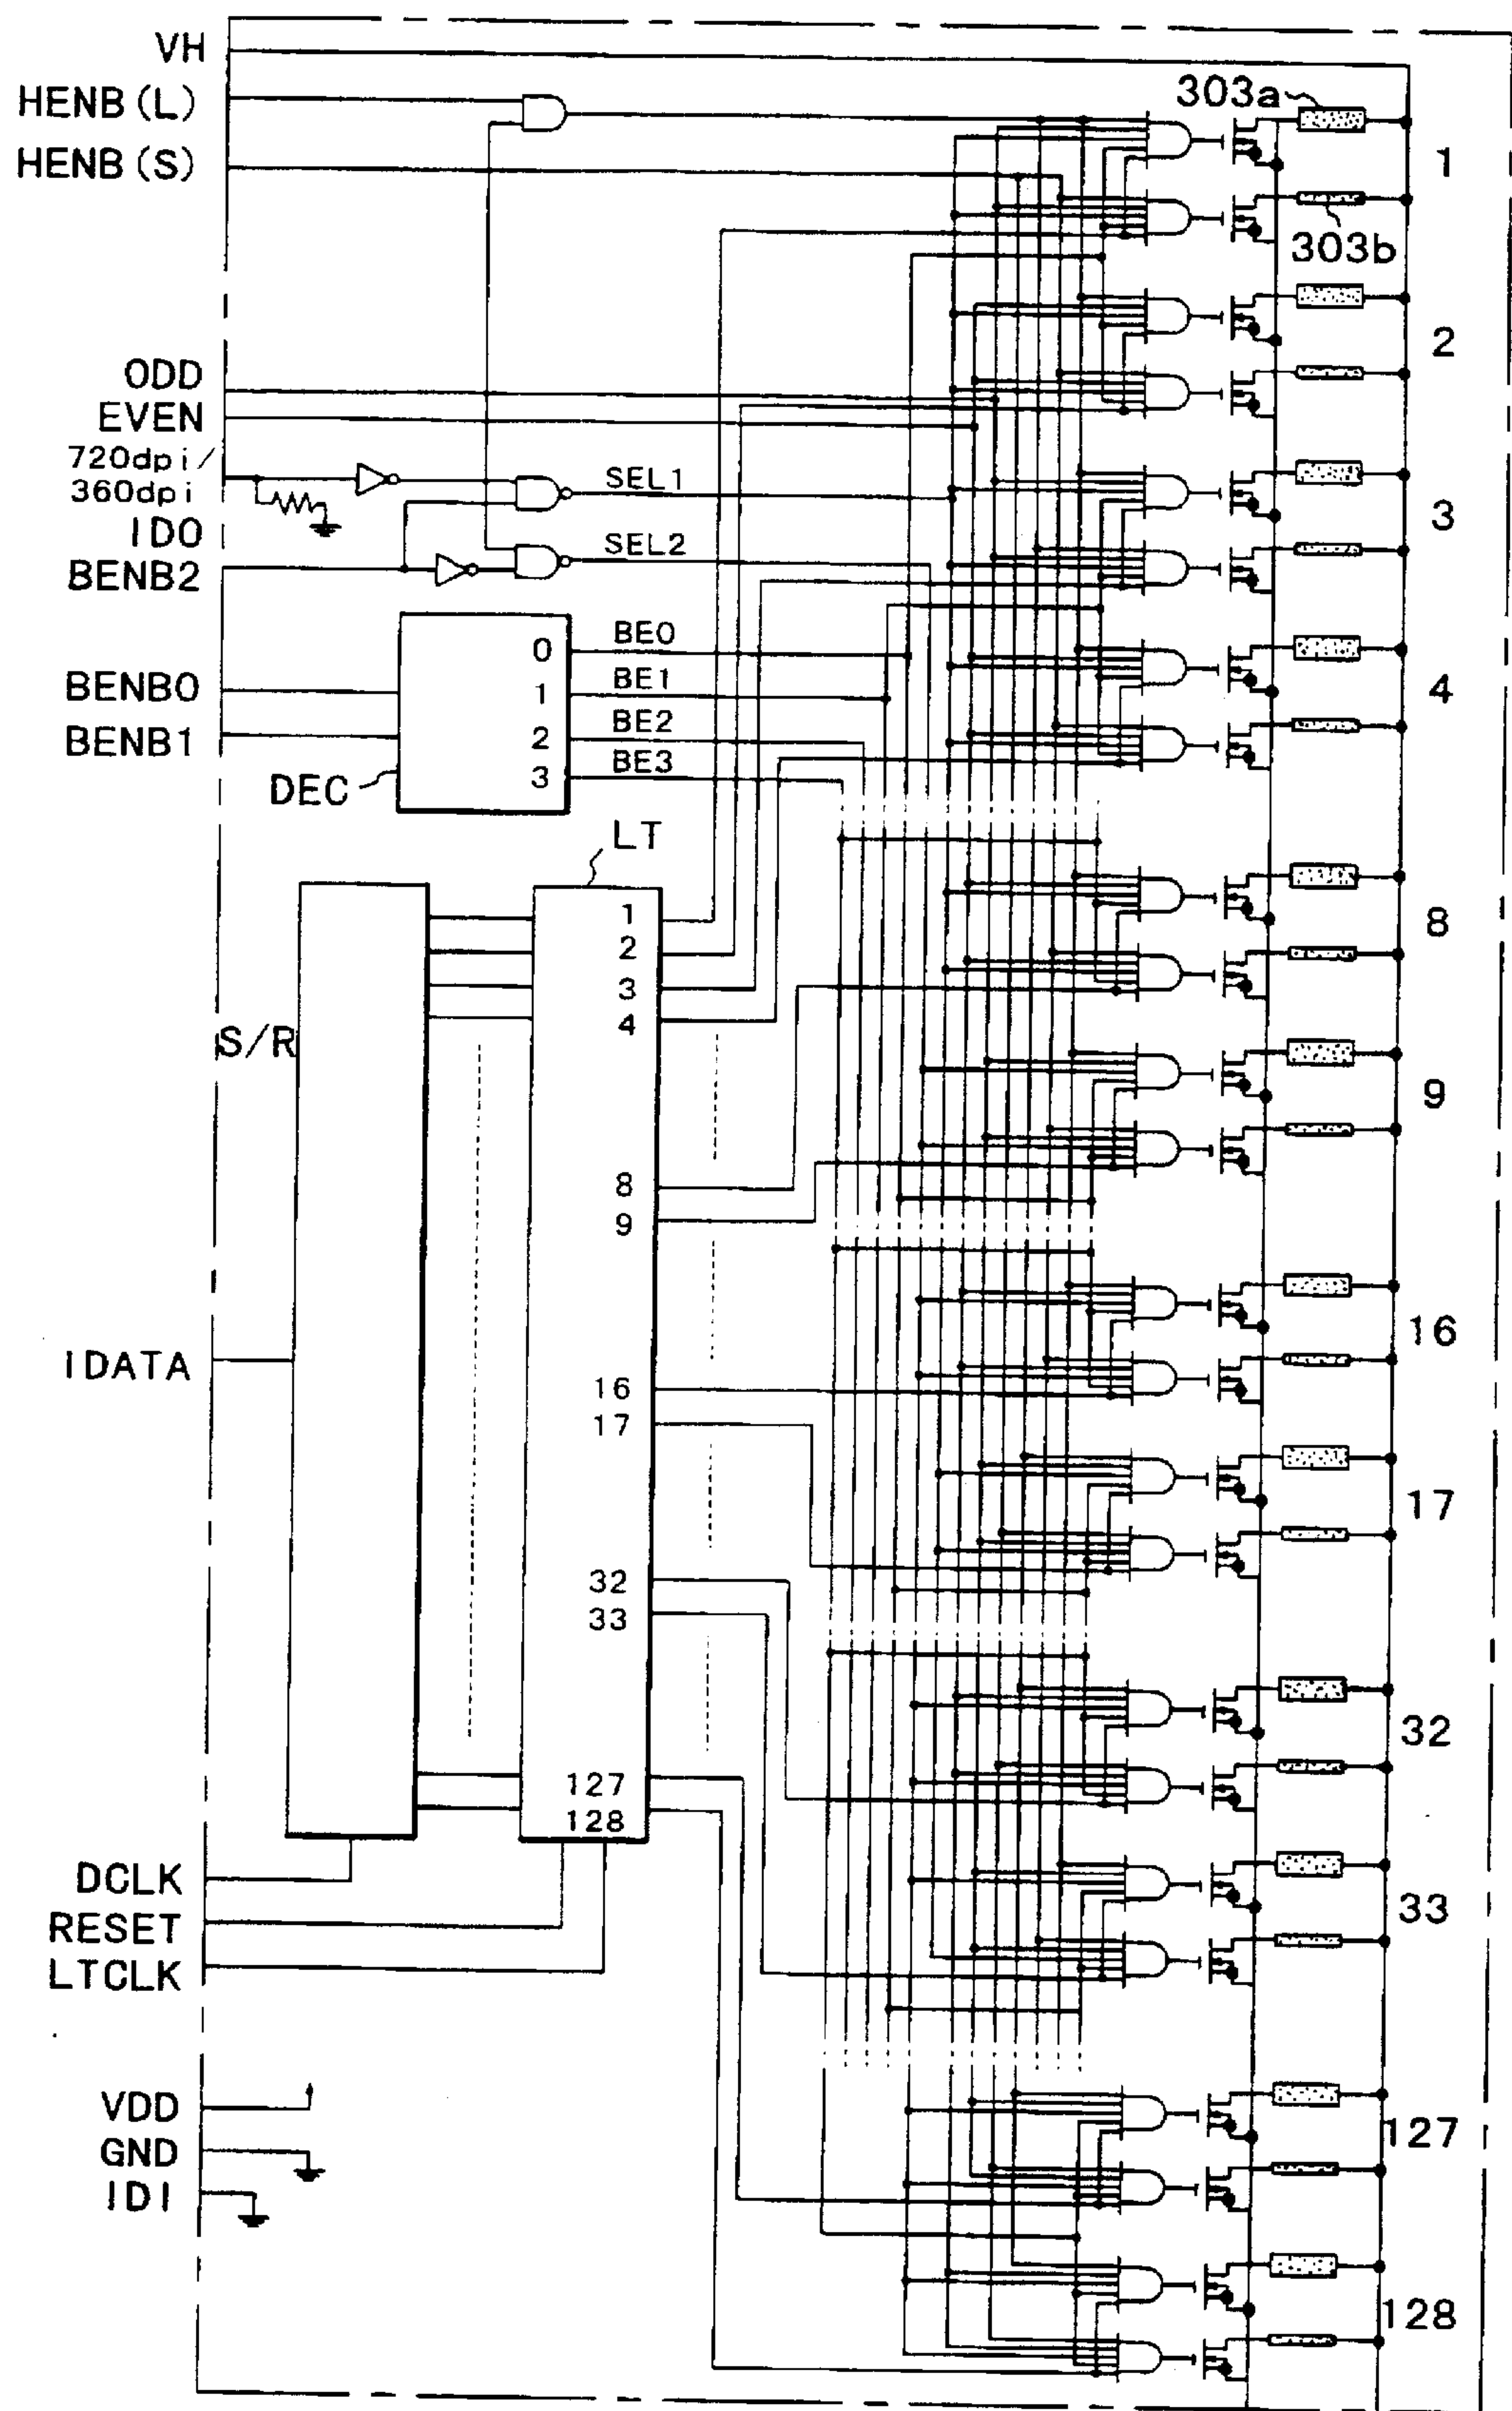 VH
HENB(L)
303a
1
HENB(S)
303b
2
ODD
EVEN
720dpi/
360dpi
SEL1
3
IDO
SEL2
BENB2
BE0
0
BENB0
BE1
1
4
BENB1
BE2
2
BE3
3
DEC
LT
1
2
3
4
8
S/R
9
8
9
16
IDATA
16
17
17
32
33
32
127
128
DCLK
33
RESET
LTCLK
VDD
127
GND
IDI
128